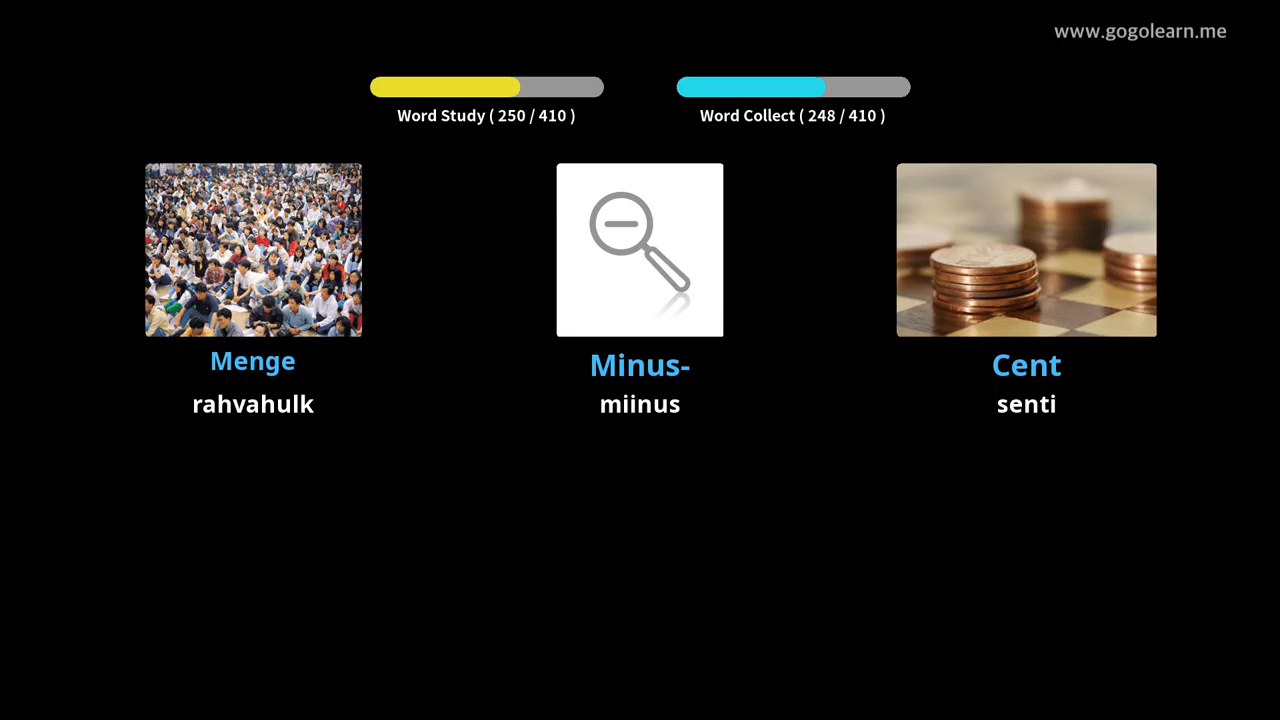 www.gogolearn.me
Word Study ( 250 / 410 )
Word Collect ( 248 / 410 )
Menge
rahvahulk
Minus-
miinus
Cent
senti